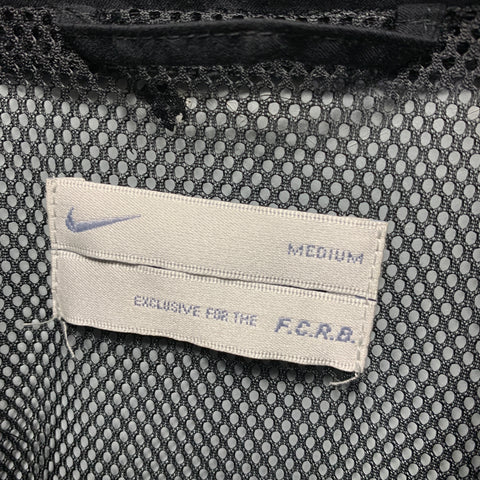 MEDIUM
EXCLUSIVE FOR THE F.C.R.B.